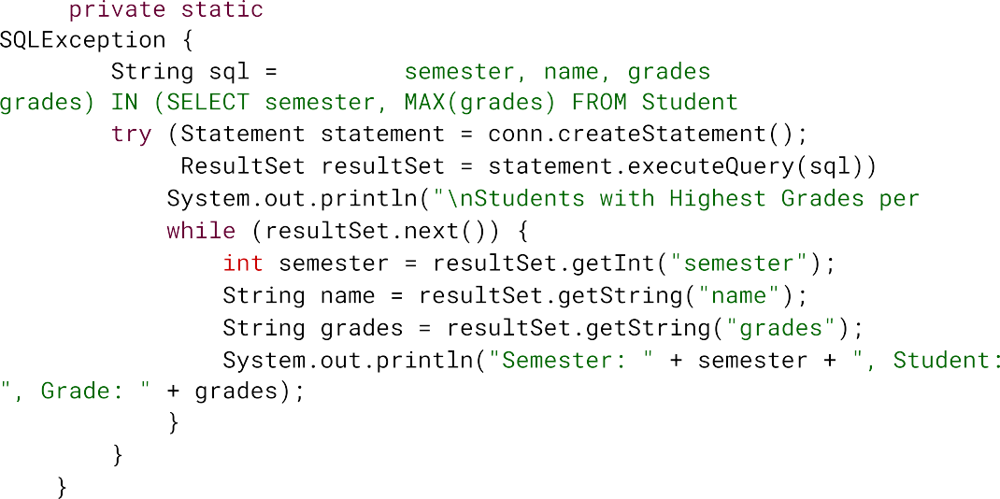 private static
SQLException {
String sql = semester, name, grades
grades) IN (SELECT semester, MAX(grades) FROM Student
try (Statement statement = conn.createStatement();
ResultSet resultSet = statement.executeQuery(sql))
System.out.println("\nStudents with Highest Grades per
while (resultSet.next()) {
int semester = resultSet.getInt("semester");
String name = resultSet.getString("name");
String grades = resultSet.getString("grades");
System.out.println("Semester: " + semester + ", Student:
", Grade: " + grades);
}
}
}